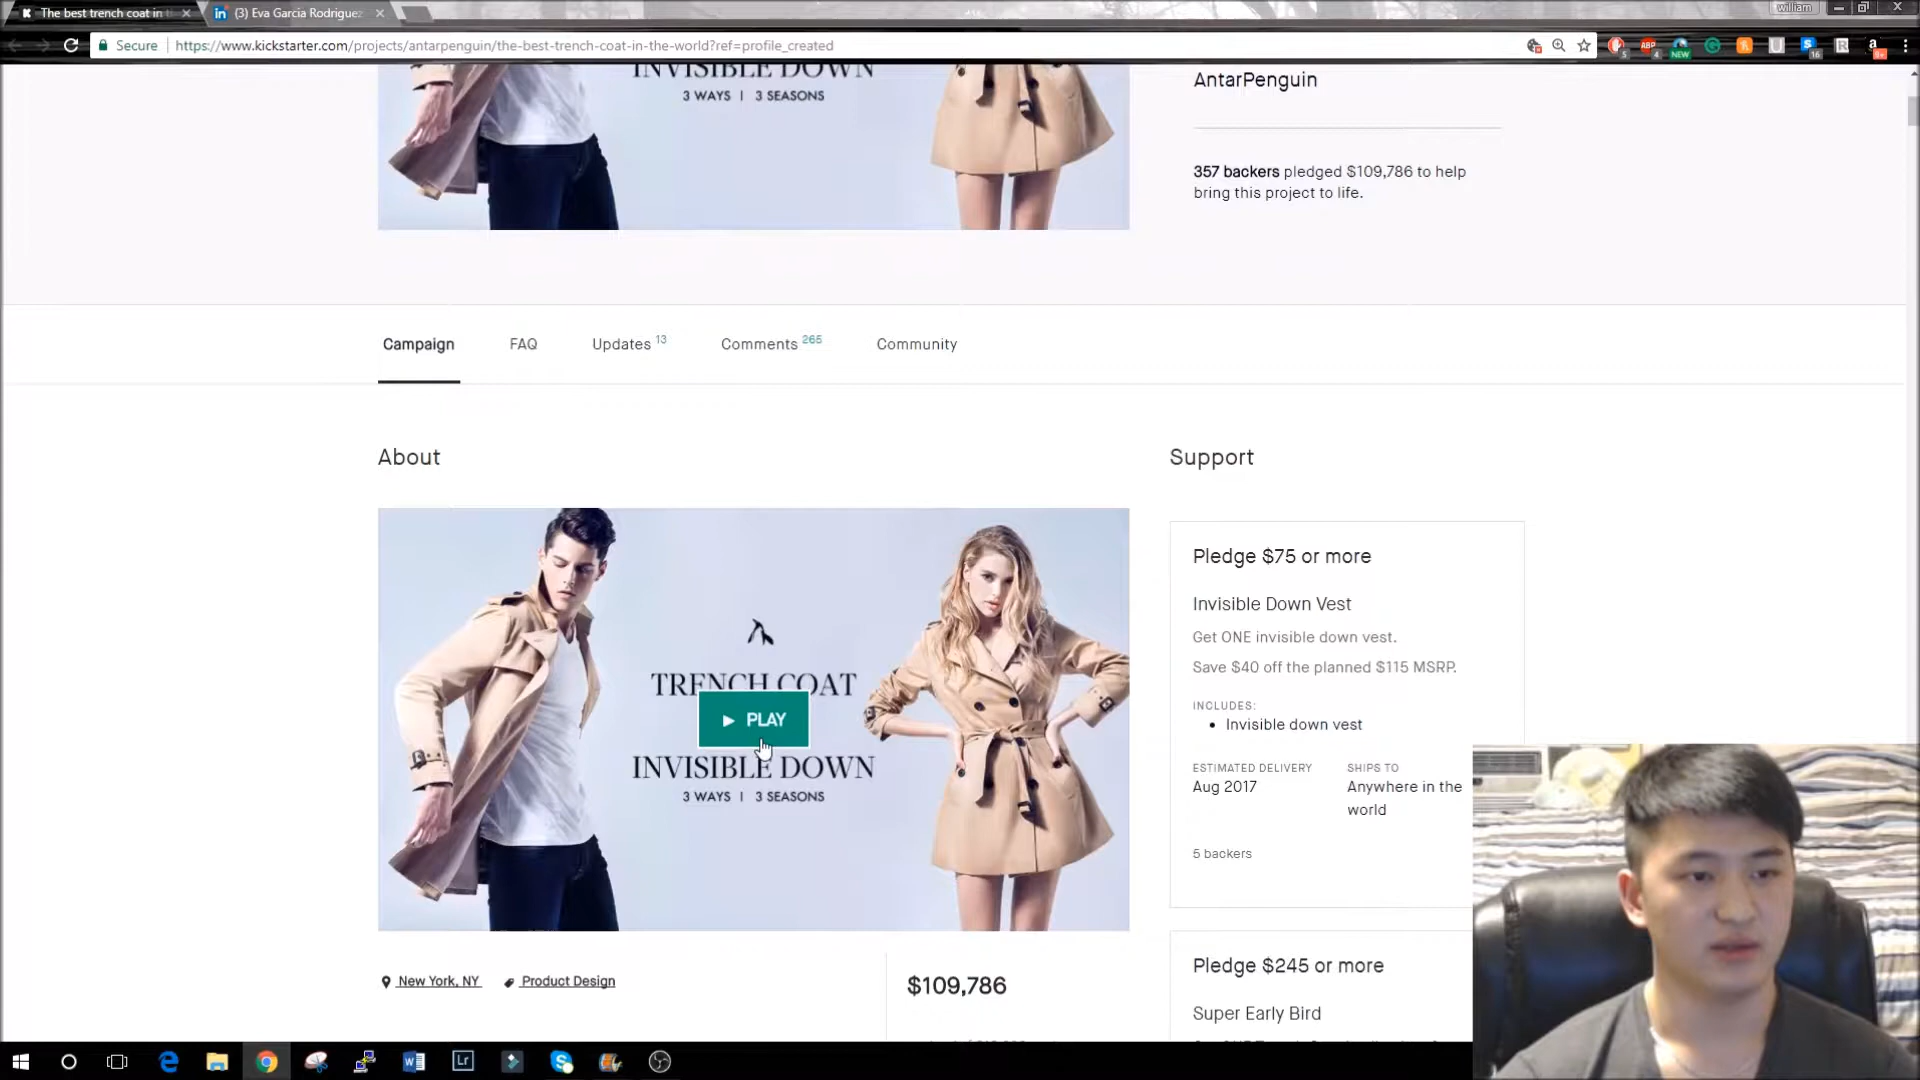 The best trench coat in t
(3) Eva Garcia Rodriguez
william
Secure
https://www.kickstarter.com/projects/antarpenguin/the-best-trench-coat-in-the-world?ref=profile_created
INVISIBLE DOWN
3 WAYS | 3 SEASONS
AntarPenguin
357 backers pledged $109,786 to help
bring this project to life.
Campaign
FAQ
Updates 13
Comments 265
Community
About
Support
TRENCH COAT
PLAY
INVISIBLE DOWN
3 WAYS | 3 SEASONS
Pledge $75 or more
Invisible Down Vest
Get ONE invisible down vest.
Save $40 off the planned $115 MSRP.
INCLUDES:
• Invisible down vest
ESTIMATED DELIVERY
Aug 2017
SHIPS TO
Anywhere in the
world
5 backers
New York, NY
Product Design
$109,786
Pledge $245 or more
Super Early Bird